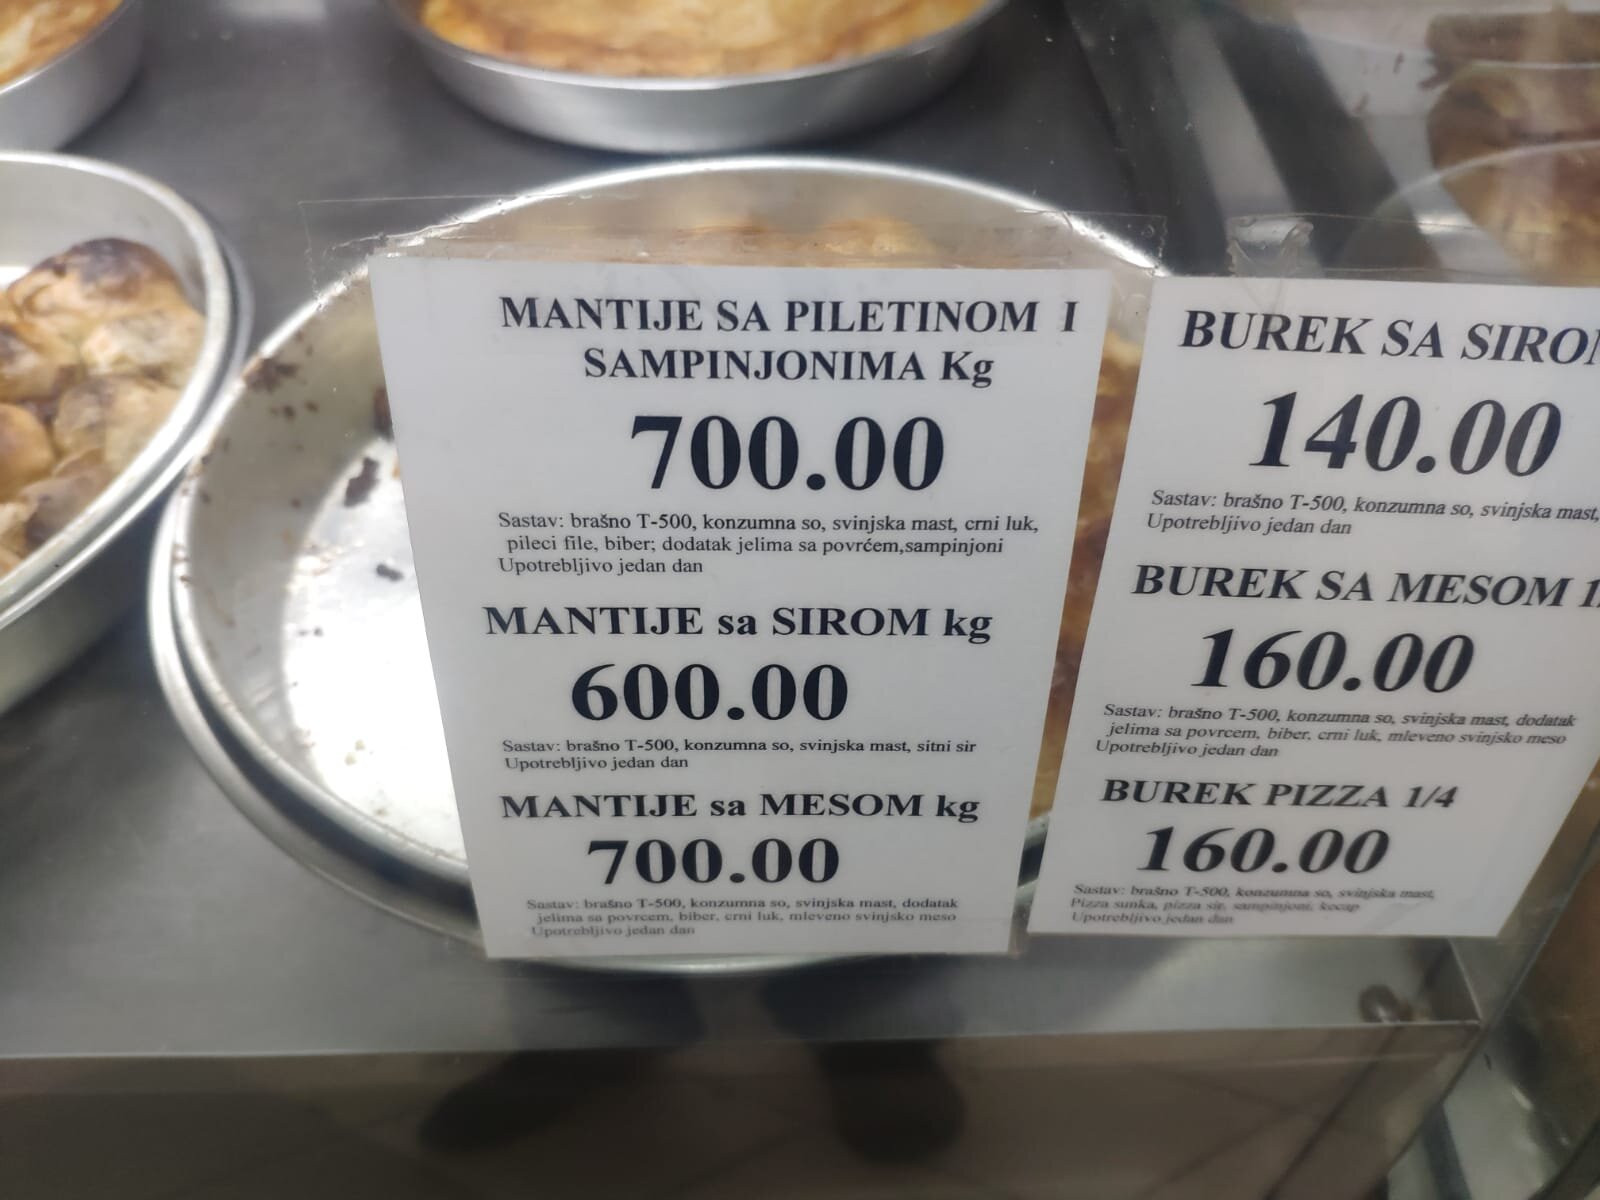 MANTIJE SA PILETINOM I
SAMPINJONIMA Kg
700.00
Sastav: brašno T-500, konzumna so, svinjska mast, crni luk,
pileci file, biber; dodatak jelima sa povrćem,sampinjoni
Upotrebljivo jedan dan
MANTIJE sa SIROM kg
600.00
Sastav: brašno T-500, konzumna so, svinjska mast, sitni sir
Upotrebljivo jedan dan
MANTIJE sa MESOM kg
700.00
Sastav: brašno T-500, konzumna so, svinjska mast, dodatak
jelima sa povrcem, biber, crni luk, mleveno svinjsko meso
Upotrebljivo jedan dan
BUREK SA
140.00
Sastav: brašno T-500, konzumna so, svinjska mast,
Upotrebljivo jedan dan
BUREK SA MESOM
160.00
Sastav: brašno T-500, konzumna so, svinjska mast, dodatak
jelima sa povrcem, biber, crni luk, mleveno svinjsko meso
Upotrebljivo jedan dan
BUREK PIZZA 1/4
160.00
Sastav: brašno T-500, konzumna so, svinjska mast,
Pizza sunka, pizza sir, sampinjoni, kecap
Upotrebljivo jedan dan